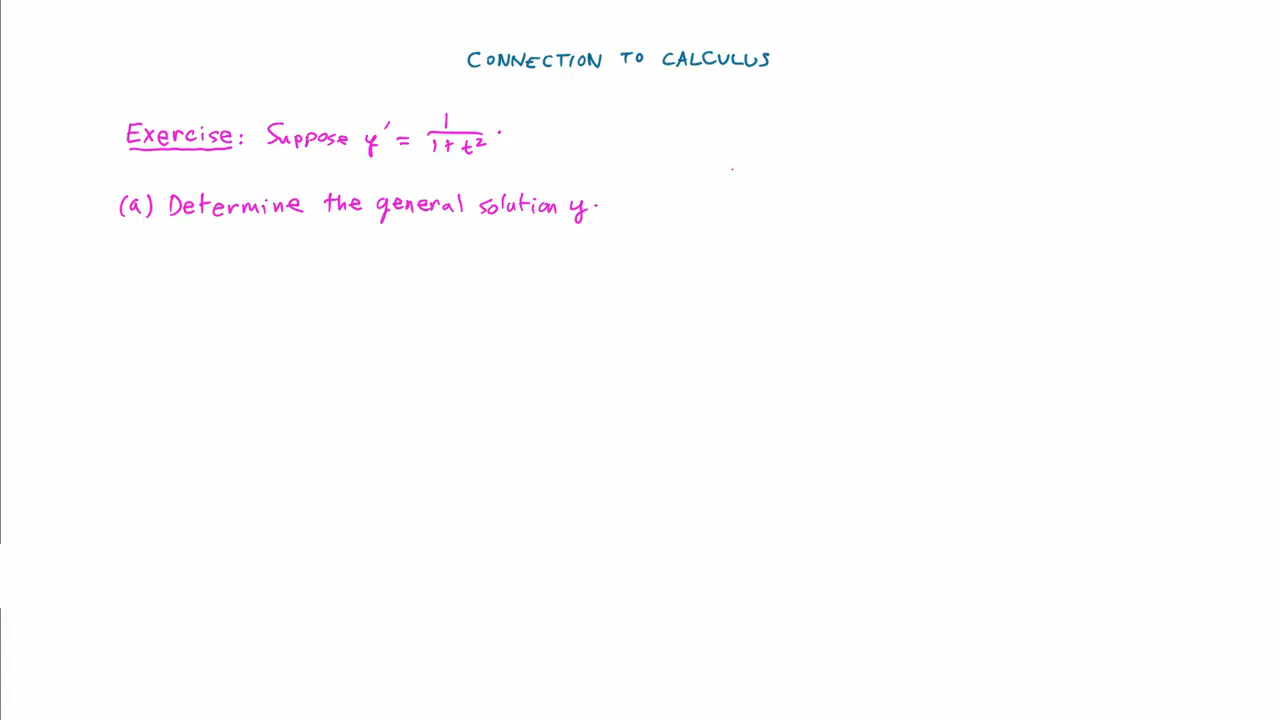 CONNECTION TO CALCULUS
Exercise: Suppose y' = 1/(1+t²).
(a) Determine the general solution y.